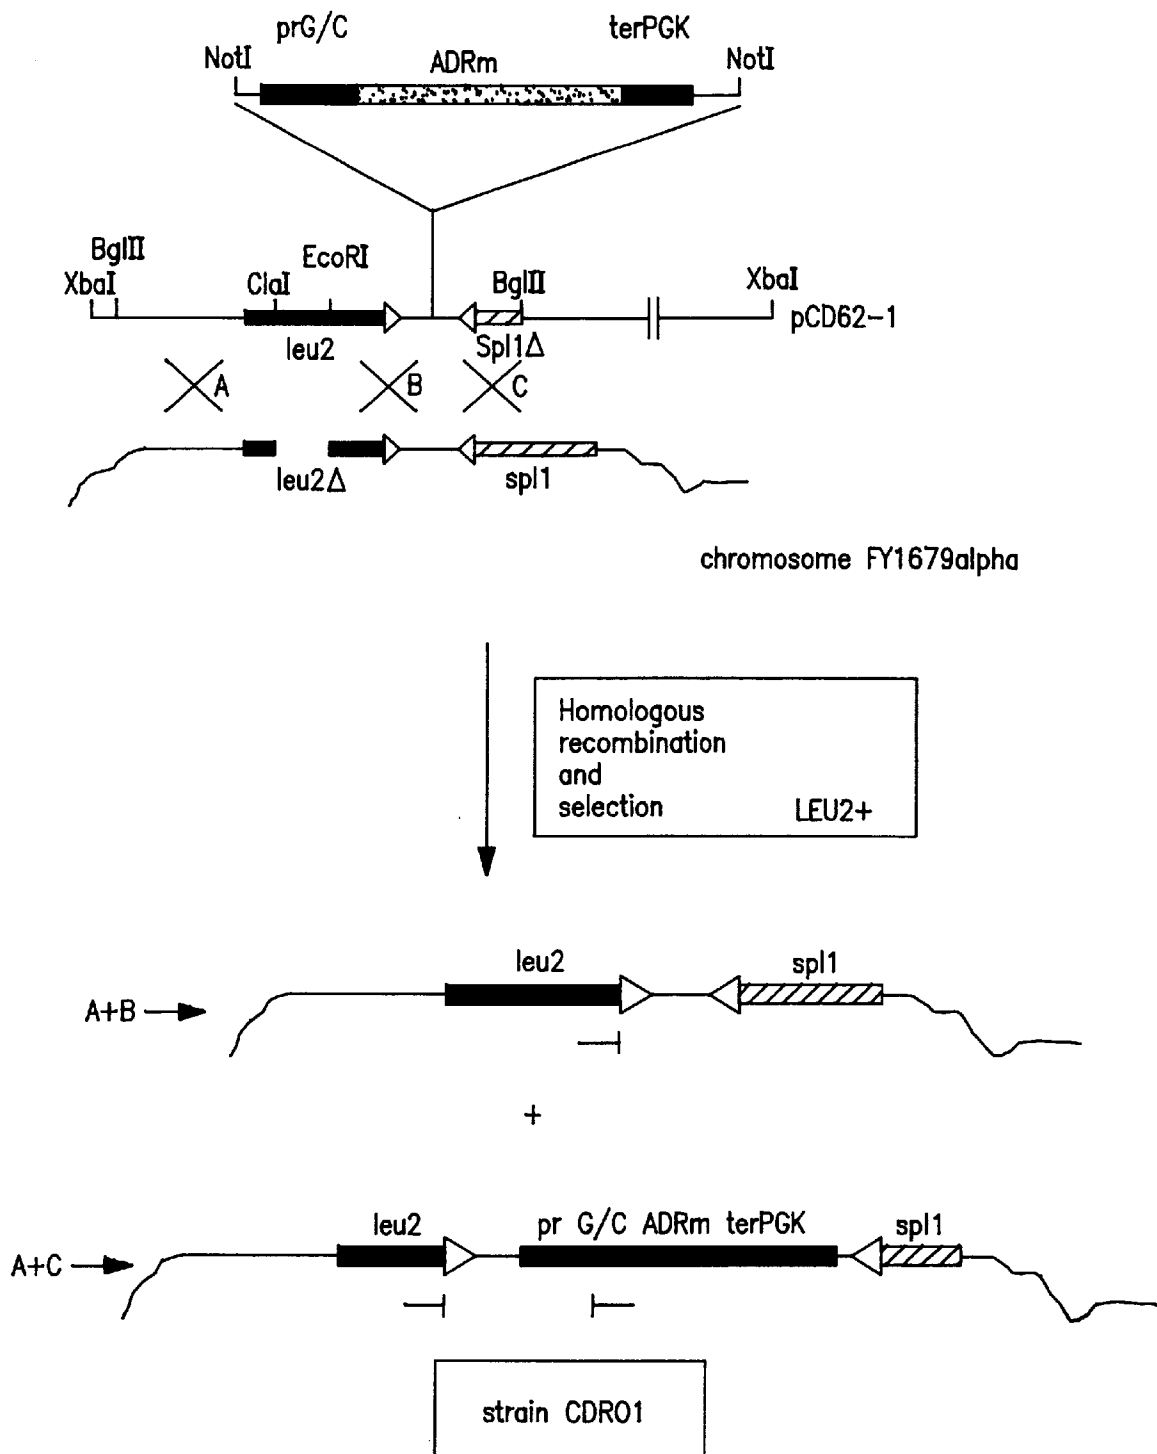 prG/C
terPGK
NotI
ADRm
NotI
BglII
XbaI
ClaI
EcoRI
BglII
XbaI
pCD62-1
leu2
Spl1Δ
A
B
C
leu2Δ
spl1
chromosome FY1679alpha
Homologous
recombination
and
selection LEU2+
leu2
spl1
A+B
+
leu2
pr G/C ADRm terPGK
spl1
A+C
strain CDR01